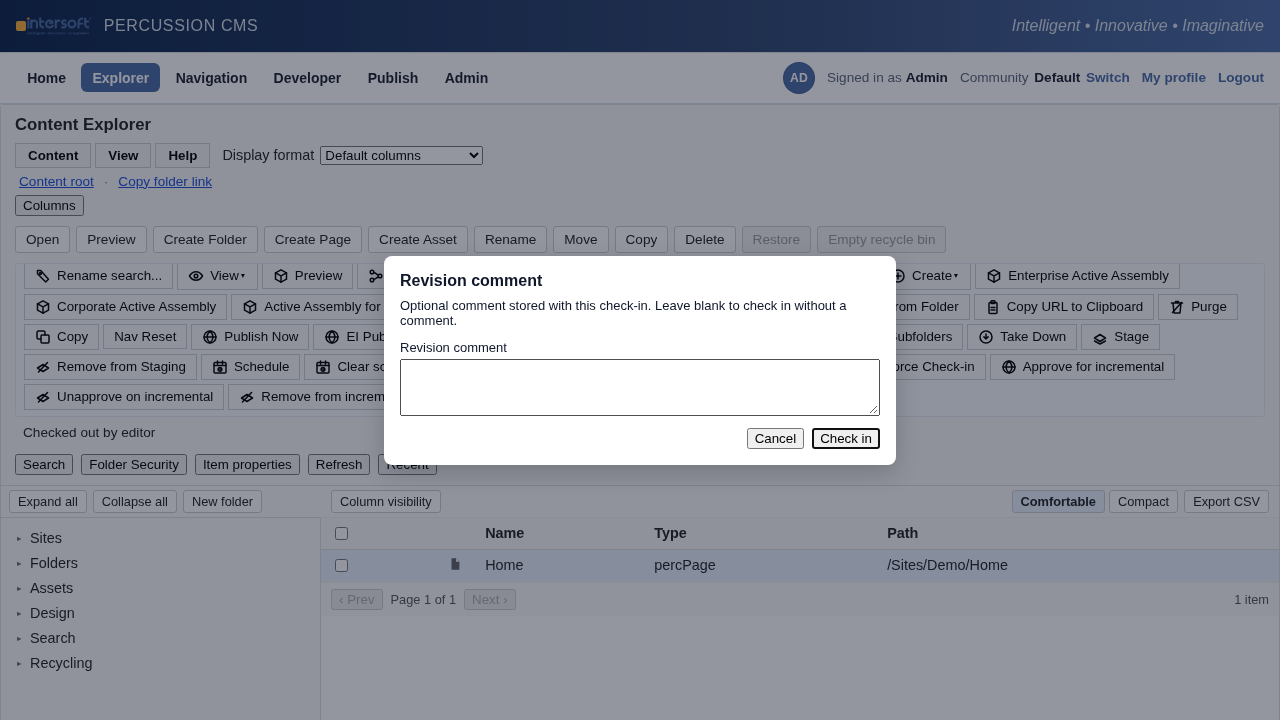 intersoft PERCUSSION CMS Intelligent • Innovative • Imaginative
Home Explorer Navigation Developer Publish Admin AD Signed in as Admin Community Default Switch My profile Logout
Content Explorer
Content View Help Display format Default columns
Content root · Copy folder link
Columns
Open Preview Create Folder Create Page Create Asset Rename Move Copy Delete Restore Empty recycle bin
Rename search... View Preview Create Enterprise Active Assembly
Corporate Active Assembly Active Assembly for from Folder Copy URL to Clipboard Purge
Copy Nav Reset Publish Now EI Pub Subfolders Take Down Stage
Remove from Staging Schedule Clear sc orce Check-in Approve for incremental
Unapprove on incremental Remove from increm
Revision comment
Optional comment stored with this check-in. Leave blank to check in without a
comment.
Revision comment
Cancel Check in
Checked out by editor
Search Folder Security Item properties Refresh Recent
Expand all Collapse all New folder Column visibility Comfortable Compact Export CSV
Sites
Folders
Assets
Design
Search
Recycling
Name Type Path
Home percPage /Sites/Demo/Home
‹ Prev Page 1 of 1 Next › 1 item